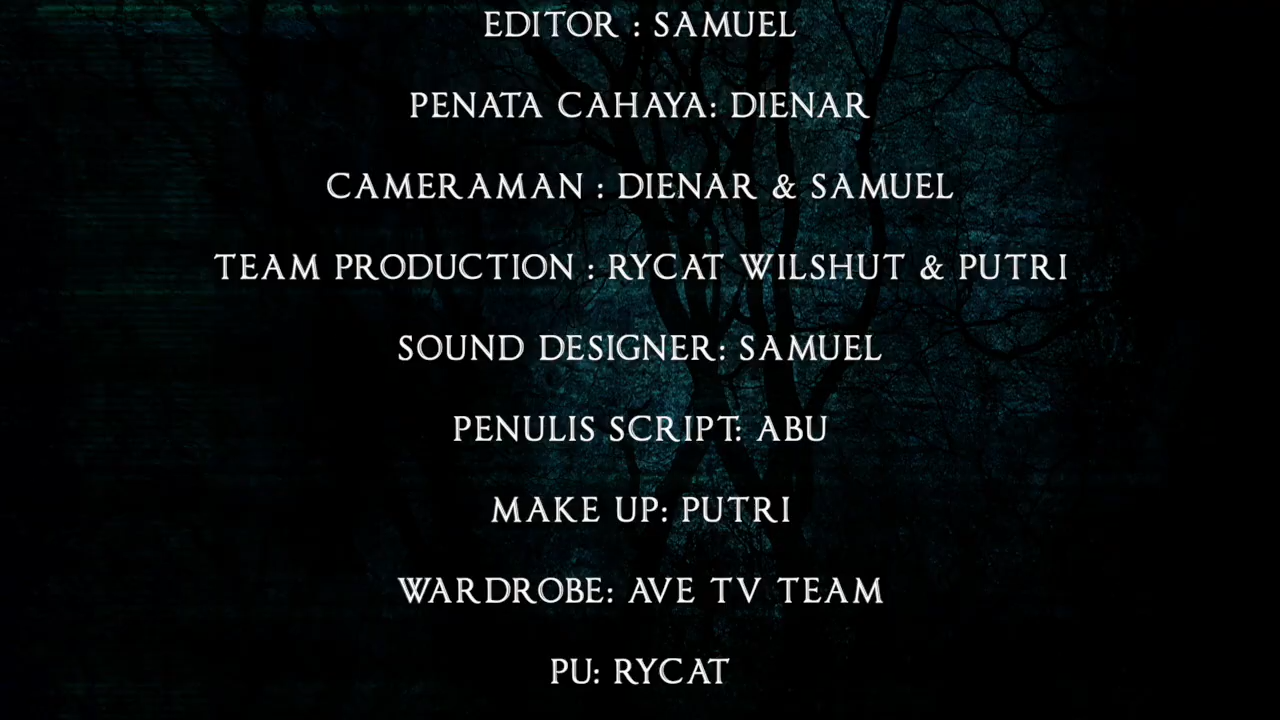 EDITOR : SAMUEL
PENATA CAHAYA: DIENAR
CAMERAMAN : DIENAR & SAMUEL
TEAM PRODUCTION : RYCAT WILSHUT & PUTRI
SOUND DESIGNER: SAMUEL
PENULIS SCRIPT: ABU
MAKE UP: PUTRI
WARDROBE: AVE TV TEAM
PU: RYCAT